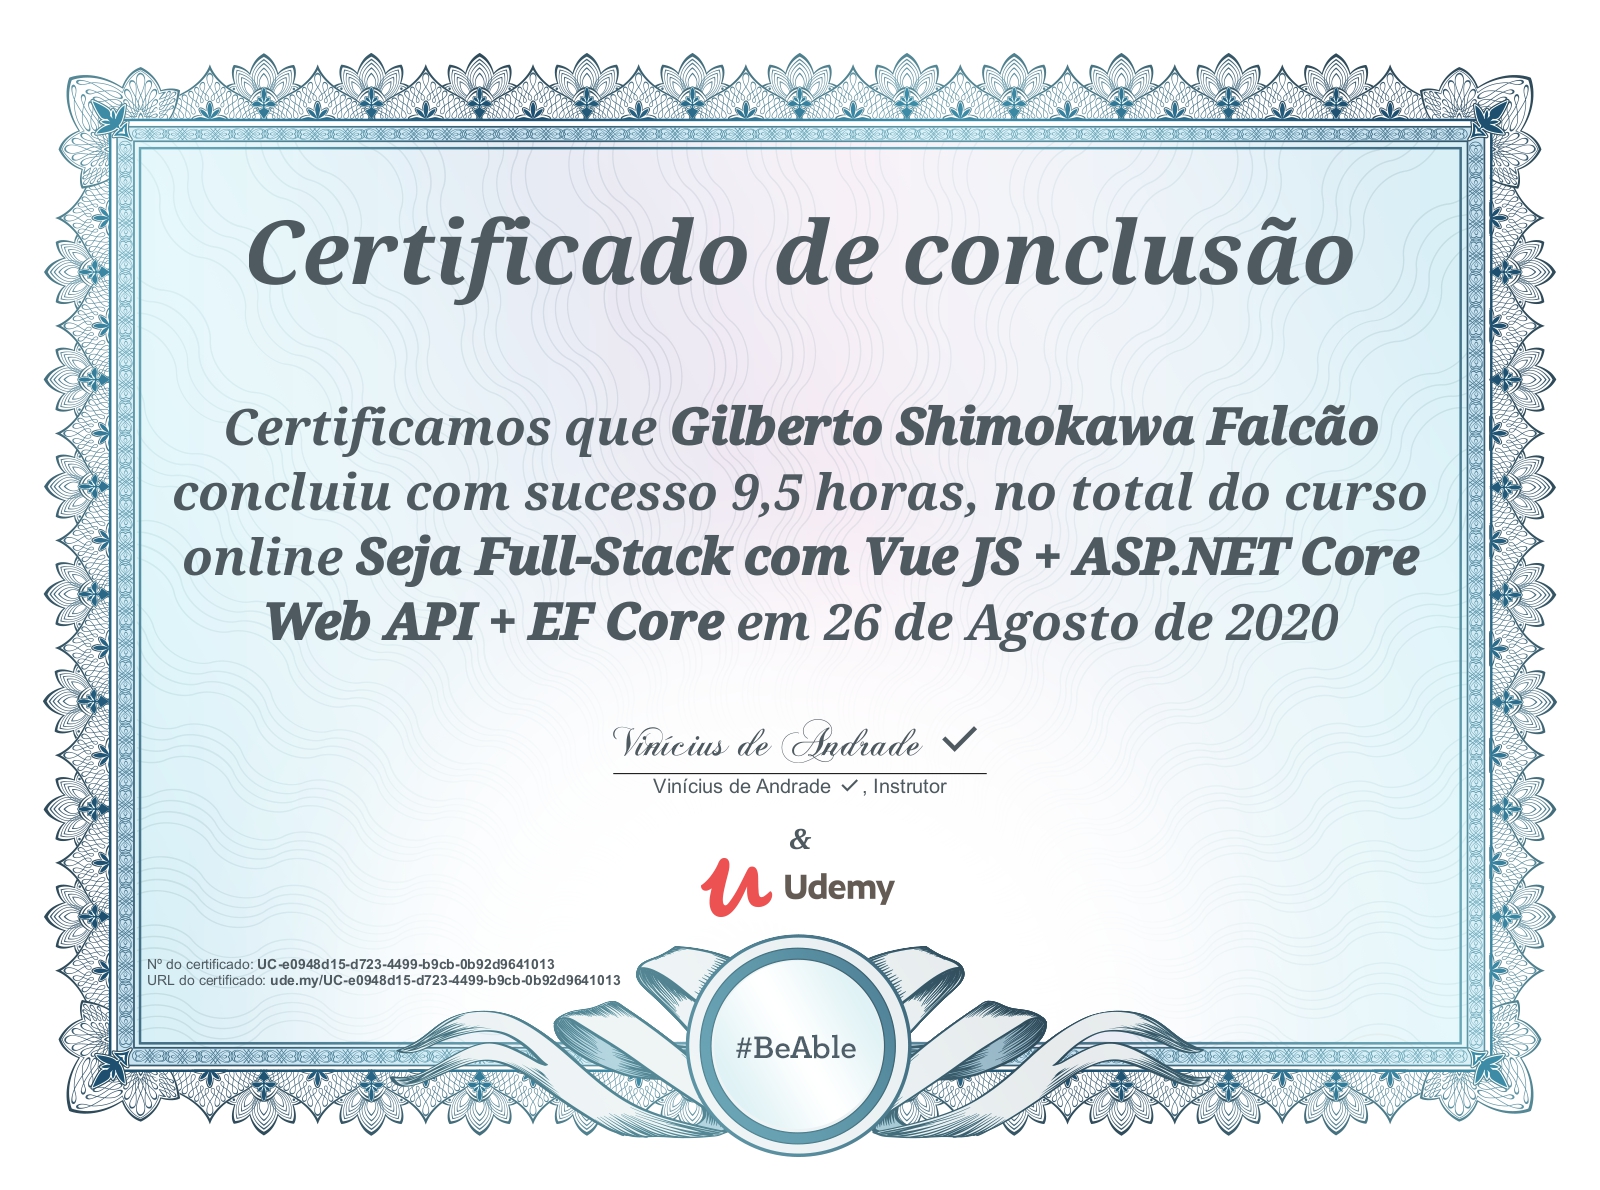 Certificado de conclusão
Certificamos que Gilberto Shimokawa Falcão
concluiu com sucesso 9,5 horas, no total do curso
online Seja Full-Stack com Vue JS + ASP.NET Core
Web API + EF Core em 26 de Agosto de 2020
Vinícius de Andrade ✓
Vinícius de Andrade ✓, Instrutor
&
Udemy
Nº do certificado: UC-e0948d15-d723-4499-b9cb-0b92d9641013
URL do certificado: ude.my/UC-e0948d15-d723-4499-b9cb-0b92d9641013
#BeAble